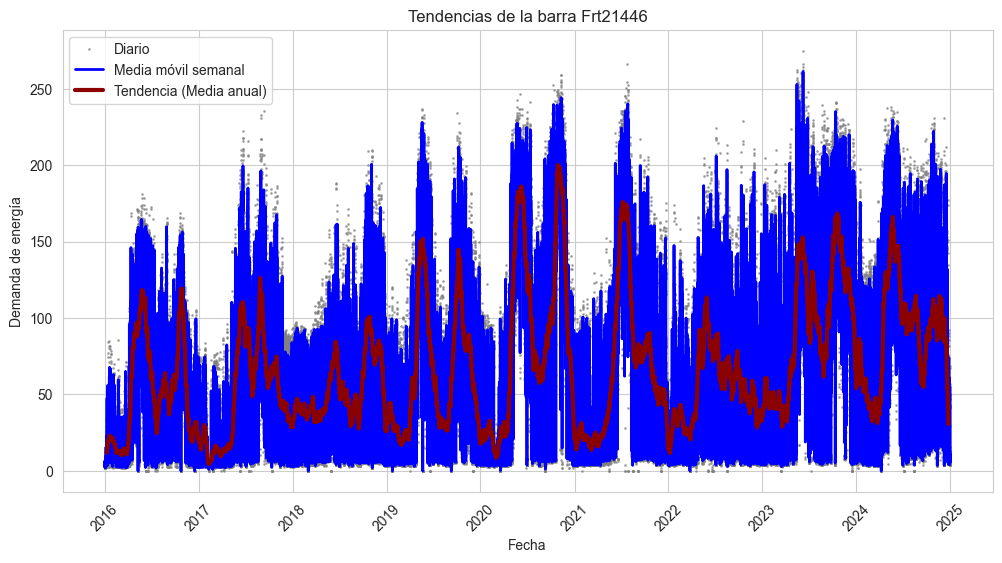 Tendencias de la barra Frt21446
Diario
Media móvil semanal
Tendencia (Media anual)
Demanda de energía
250
200
150
100
50
0
2016
2017
2018
2019
2020
2021
2022
2023
2024
2025
Fecha